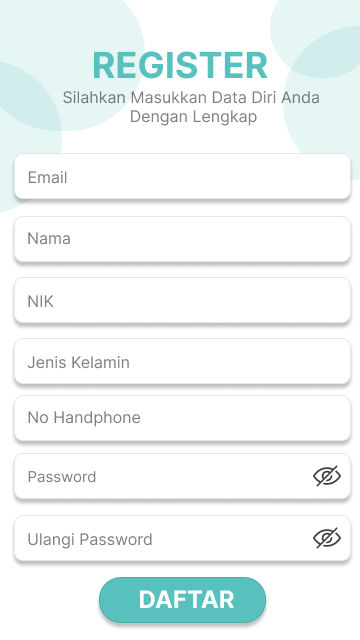 REGISTER
Silahkan Masukkan Data Diri Anda
Dengan Lengkap
Email
Nama
NIK
Jenis Kelamin
No Handphone
Password
Ulangi Password
DAFTAR